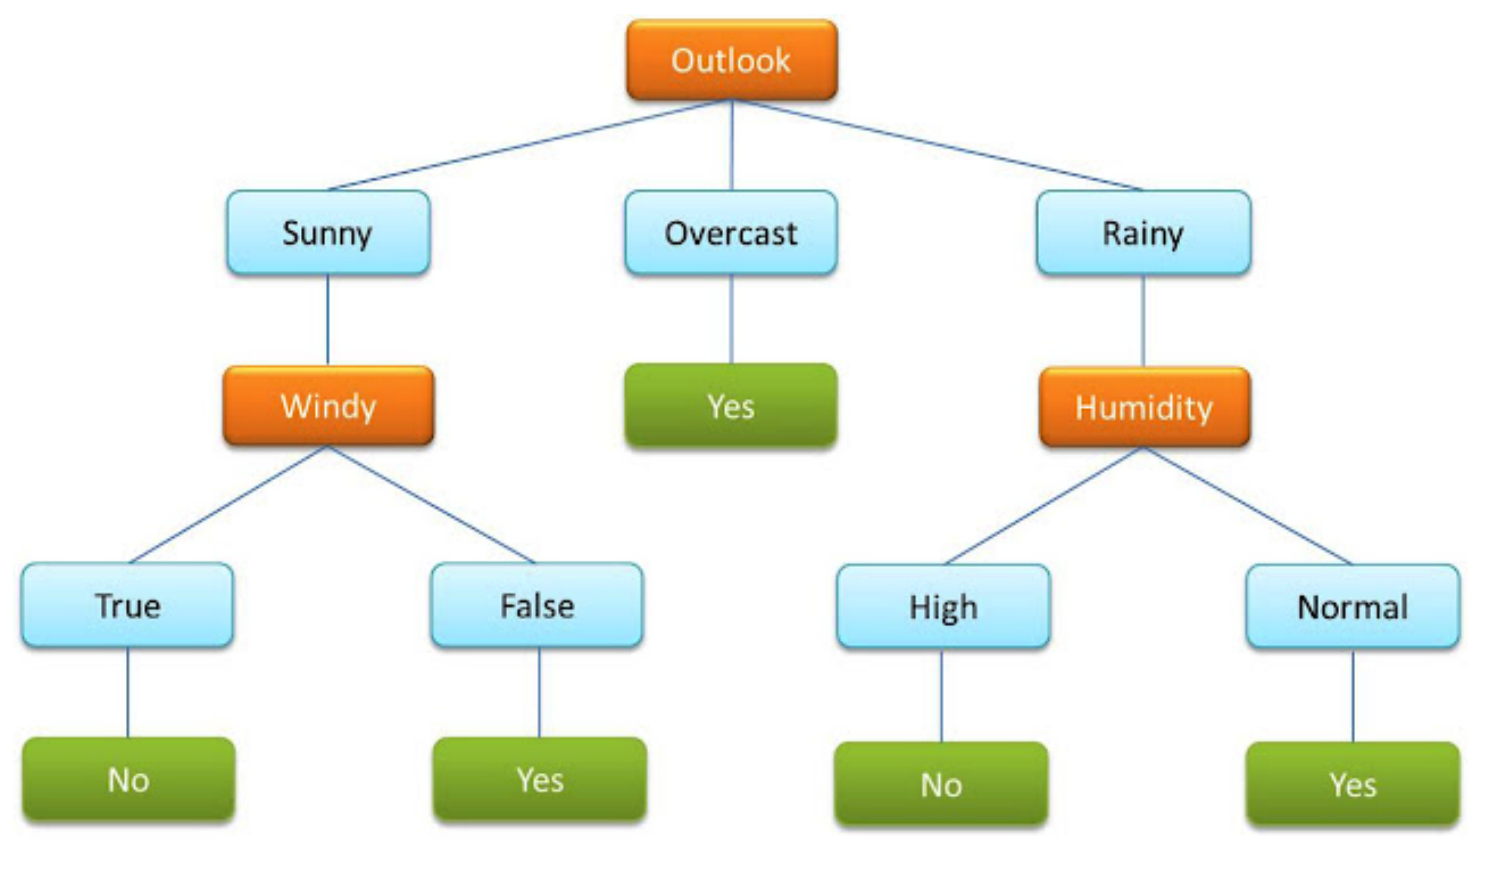 Outlook
Sunny
Overcast
Rainy
Windy
Yes
Humidity
True
False
High
Normal
No
Yes
No
Yes